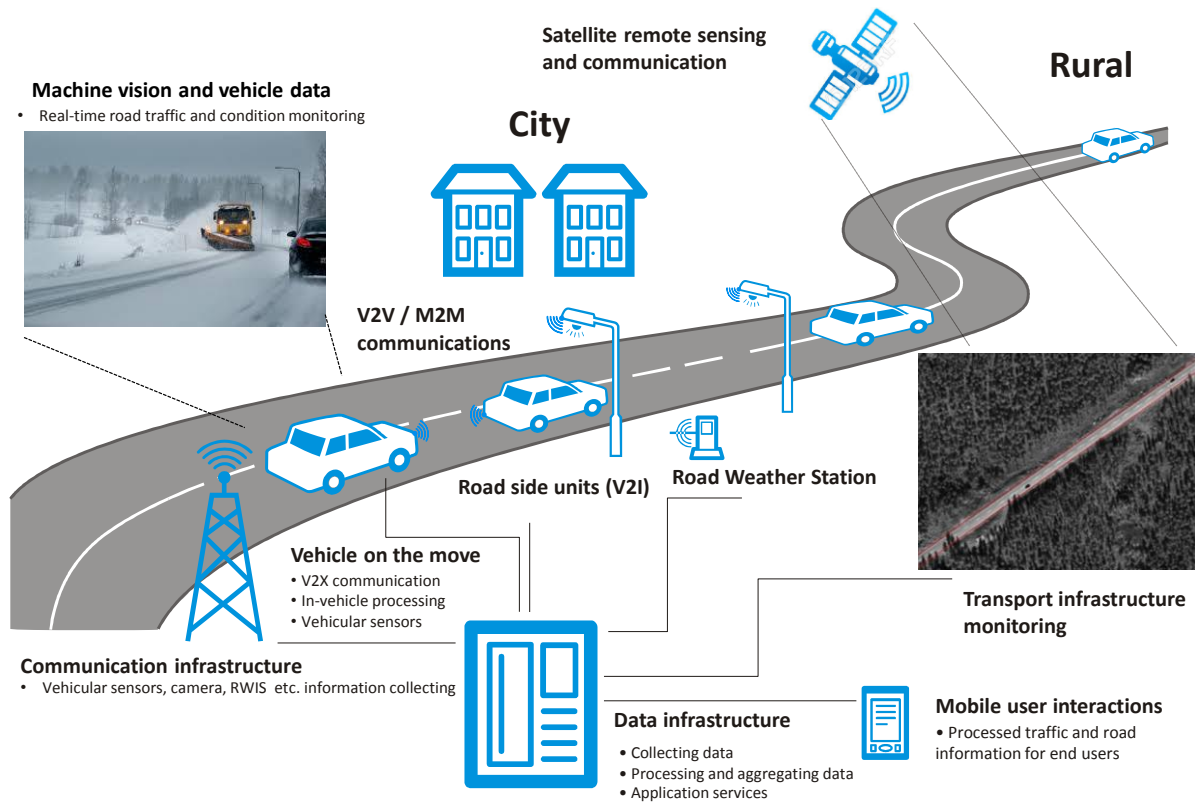 Satellite remote sensing
and communication
Rural
Machine vision and vehicle data
• Real-time road traffic and condition monitoring
City
V2V / M2M
communications
Road side units (V2I)
Road Weather Station
Vehicle on the move
• V2X communication
• In-vehicle processing
• Vehicular sensors
Transport infrastructure
monitoring
Communication infrastructure
• Vehicular sensors, camera, RWIS etc. information collecting
Data infrastructure
• Collecting data
• Processing and aggregating data
• Application services
Mobile user interactions
• Processed traffic and road
information for end users